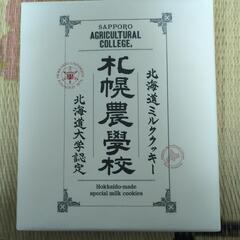 SAPPORO
AGRICULTURAL
COLLEGE,
北海道ミルククッキー
札幌農學校
北海道大学認定
Hokkaido-made
special milk cookies